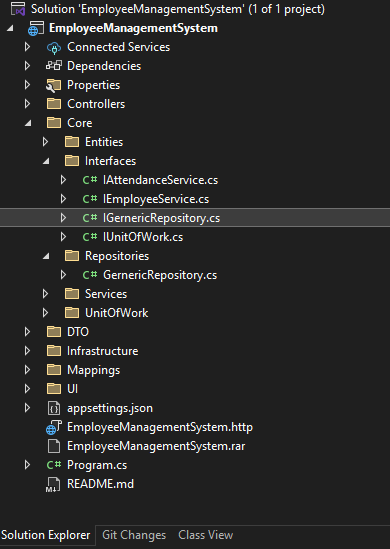 Solution 'EmployeeManagementSystem' (1 of 1 project)
EmployeeManagementSystem
Connected Services
Dependencies
Properties
Controllers
Core
Entities
Interfaces
C# IAttendanceService.cs
C# IEmployeeService.cs
C# IGernericRepository.cs
C# IUnitOfWork.cs
Repositories
C# GernericRepository.cs
Services
UnitOfWork
DTO
Infrastructure
Mappings
UI
appsettings.json
EmployeeManagementSystem.http
EmployeeManagementSystem.rar
C# Program.cs
README.md
Solution Explorer Git Changes Class View